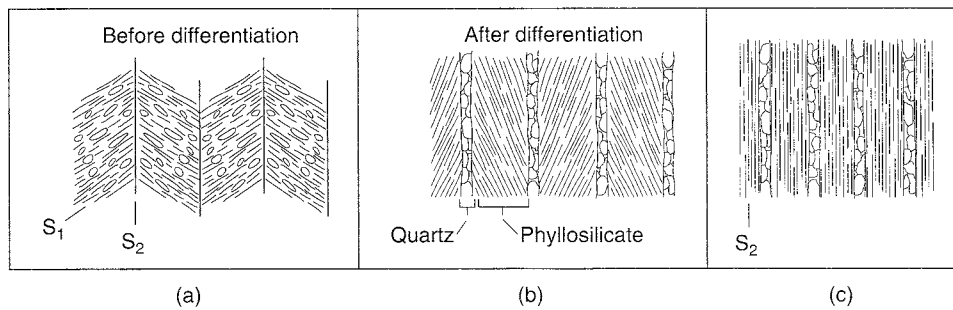 Before differentiation
After differentiation
S₁
S₂
Quartz
Phyllosilicate
S₂
(a)
(b)
(c)